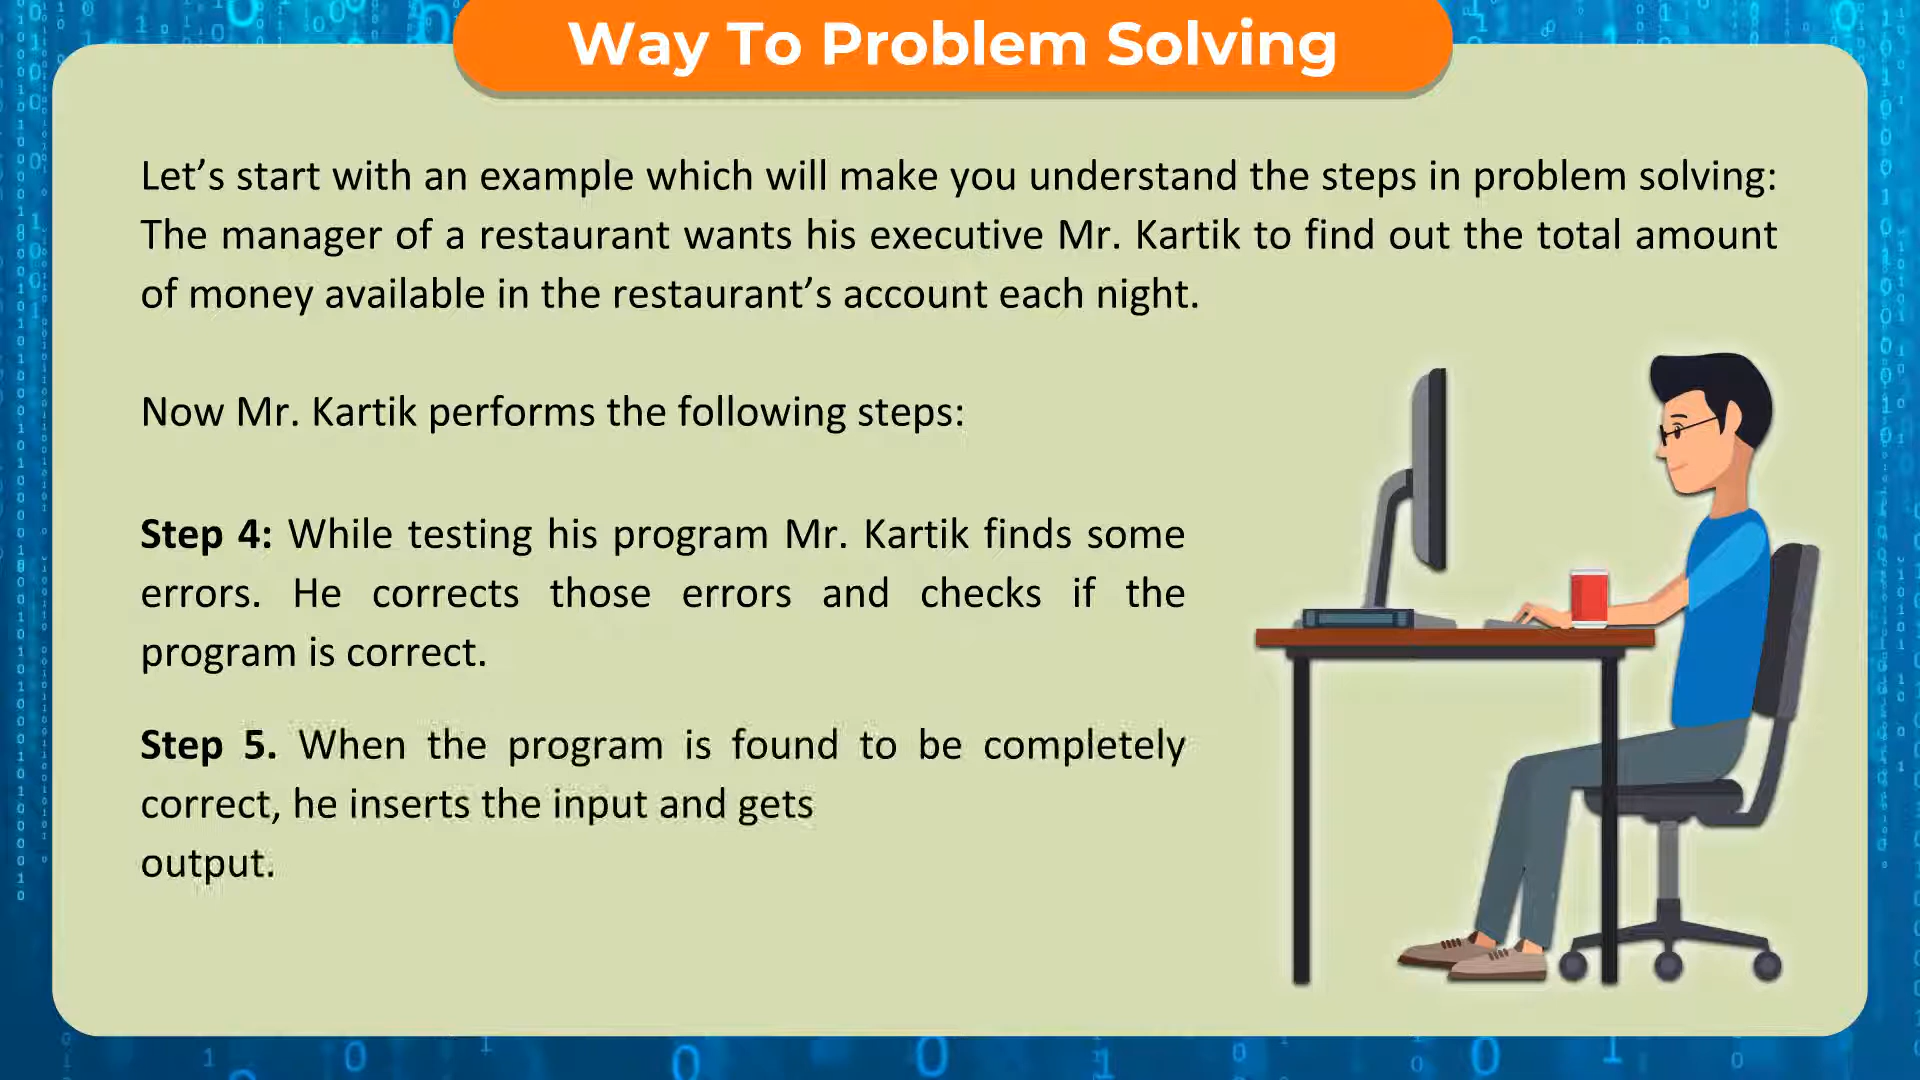 Way To Problem Solving
Let’s start with an example which will make you understand the steps in problem solving:
The manager of a restaurant wants his executive Mr. Kartik to find out the total amount
of money available in the restaurant’s account each night.
Now Mr. Kartik performs the following steps:
Step 4: While testing his program Mr. Kartik finds some
errors. He corrects those errors and checks if the
program is correct.
Step 5. When the program is found to be completely
correct, he inserts the input and gets
output.